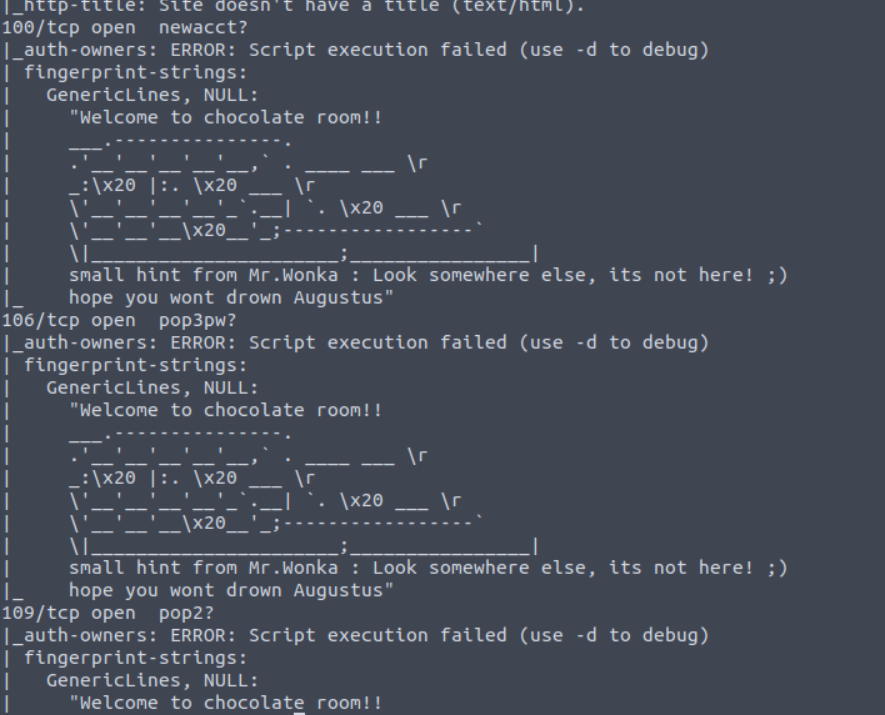 |_http-title: Site doesn't have a title (text/html).
100/tcp open  newacct?
|_auth-owners: ERROR: Script execution failed (use -d to debug)
| fingerprint-strings:
|   GenericLines, NULL:
|     "Welcome to chocolate room!!
|     ___.---------------.
|     .'__'__'__'__'__,` . ____ ___ \r
|     _:\x20 |:. \x20 ___ \r
|     \'__'__'__'__'_`.__| `. \x20 ___ \r
|     \'__'__'__\x20__'_;-----------------`
|     \|______________________;________________|
|     small hint from Mr.Wonka : Look somewhere else, its not here! ;)
|_    hope you wont drown Augustus"
106/tcp open  pop3pw?
|_auth-owners: ERROR: Script execution failed (use -d to debug)
| fingerprint-strings:
|   GenericLines, NULL:
|     "Welcome to chocolate room!!
|     ___.---------------.
|     .'__'__'__'__'__,` . ____ ___ \r
|     _:\x20 |:. \x20 ___ \r
|     \'__'__'__'__'_`.__| `. \x20 ___ \r
|     \'__'__'__\x20__'_;-----------------`
|     \|______________________;________________|
|     small hint from Mr.Wonka : Look somewhere else, its not here! ;)
|_    hope you wont drown Augustus"
109/tcp open  pop2?
|_auth-owners: ERROR: Script execution failed (use -d to debug)
| fingerprint-strings:
|   GenericLines, NULL:
|     "Welcome to chocolate room!!